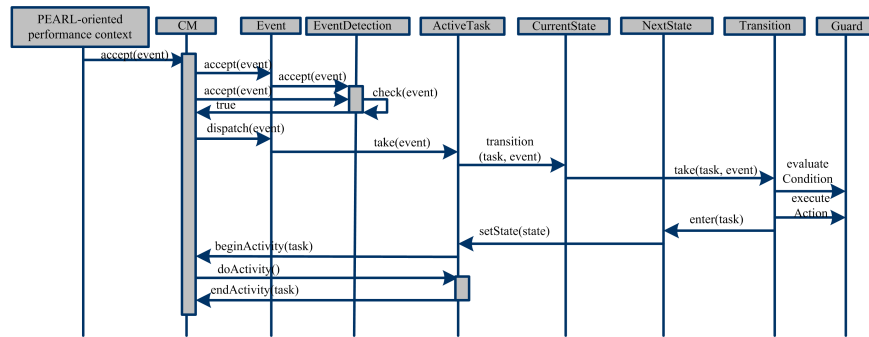 PEARL-oriented
performance context
CM
Event
EventDetection
ActiveTask
CurrentState
NextState
Transition
Guard
accept(event)
accept(event)
accept(event)
check(event)
accept(event)
true
dispatch(event)
take(event)
transition
(task, event)
take(task, event)
evaluate
Condition
execute
Action
enter(task)
setState(state)
beginActivity(task)
doActivity()
endActivity(task)